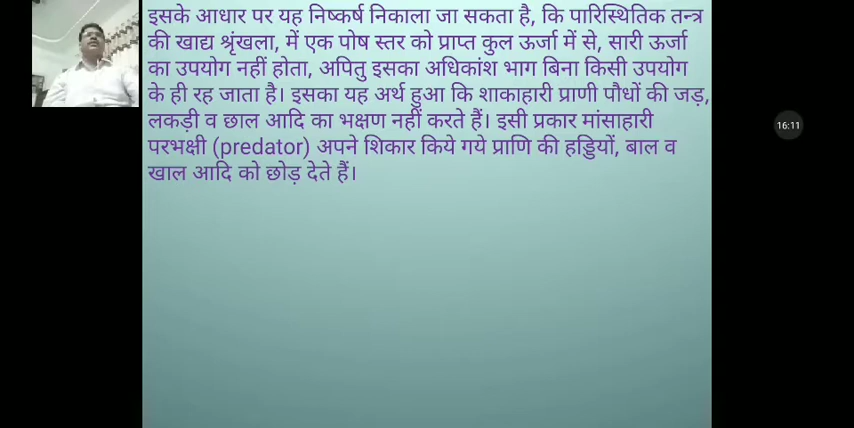 इसके आधार पर यह निष्कर्ष निकाला जा सकता है, कि पारिस्थितिक तन्त्र
की खाद्य श्रृंखला, में एक पोष स्तर को प्राप्त कुल ऊर्जा में से, सारी ऊर्जा
का उपयोग नहीं होता, अपितु इसका अधिकांश भाग बिना किसी उपयोग
के ही रह जाता है। इसका यह अर्थ हुआ कि शाकाहारी प्राणी पौधों की जड़,
लकड़ी व छाल आदि का भक्षण नहीं करते हैं। इसी प्रकार मांसाहारी
परभक्षी (predator) अपने शिकार किये गये प्राणि की हड्डियों, बाल व
खाल आदि को छोड़ देते हैं।
16:11